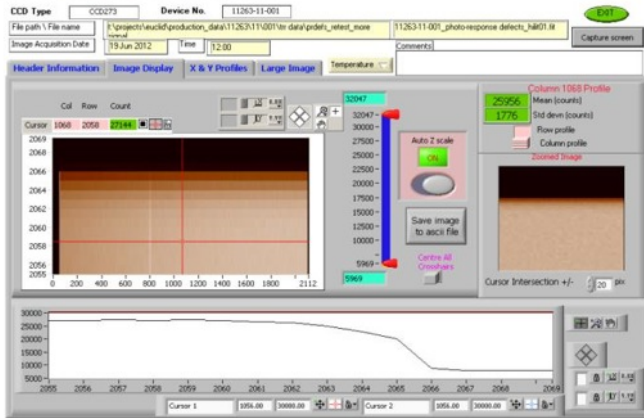 CCD Type CCD273 Device No. 11263-11-001 EXIT
File path \ File name t:\projects\euclid\production_data\11263\11\001\ttr data\prdefs_retest_more 11263-11-001_photo-response defects_hilit01.fit
Image Acquisition Date 19 Jun 2012 Time 12:00 Comments Capture screen
Header Information Image Display X & Y Profiles Large Image Temperature
Col Row Count
Cursor 1068 2058 27144
32047
32047
30000
27500
25000
22500
20000
17500
15000
12500
10000
5969
5969
Auto Z scale
ON
Save image
to ascii file
Centre All
Crosshairs
Column 1068 Profile
25956 Mean (counts)
1776 Std devn (counts)
Row profile
Column profile
Zoomed Image
Cursor Intersection +/- 20 pix
2069
2068
2066
2064
2062
2060
2058
2056
2055
0 200 400 600 800 1000 1200 1400 1600 1800 2112
30000
25000
20000
15000
10000
5000
2055 2056 2057 2058 2059 2060 2061 2062 2063 2064 2065 2066 2067 2068 2069
Cursor 1 1056.00 30000.00 Cursor 2 1056.00 30000.00